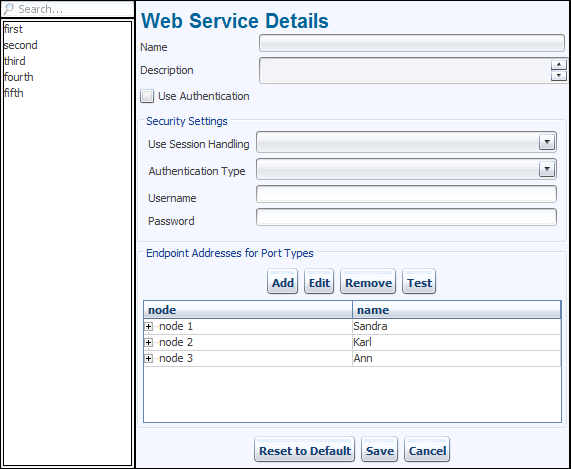 Search...
first
second
third
fourth
fifth
Web Service Details
Name
Description
Use Authentication
Security Settings
Use Session Handling
Authentication Type
Username
Password
Endpoint Addresses for Port Types
Add Edit Remove Test
node name
node 1 Sandra
node 2 Karl
node 3 Ann
Reset to Default Save Cancel